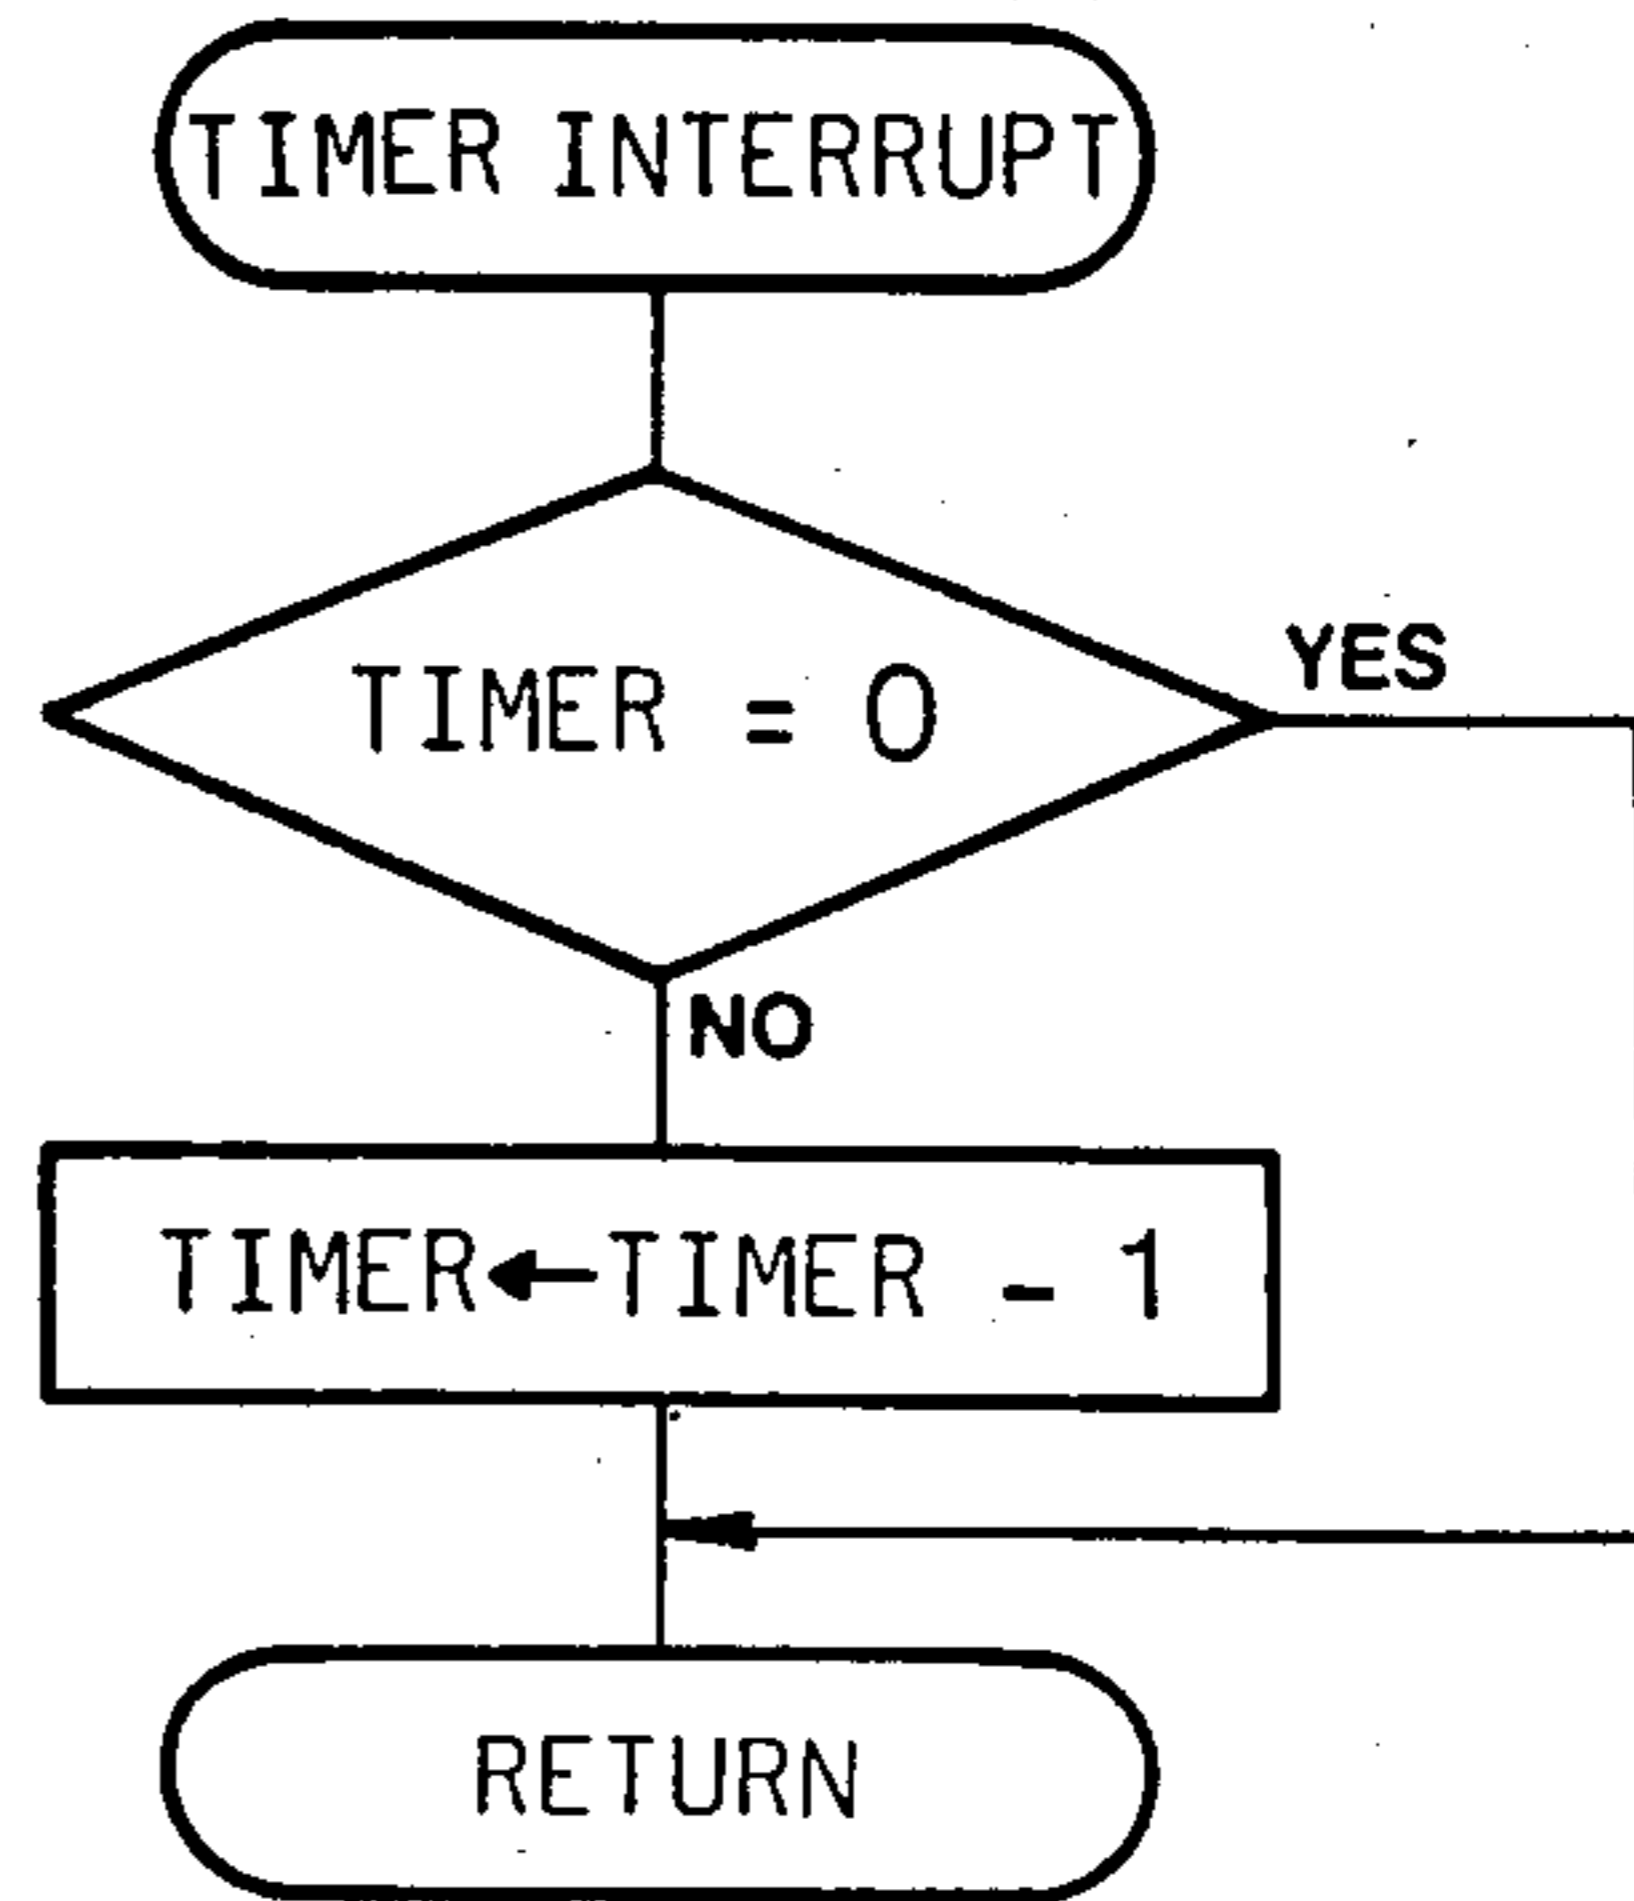 TIMER INTERRUPT
TIMER = 0
YES
NO
TIMER←TIMER - 1
RETURN